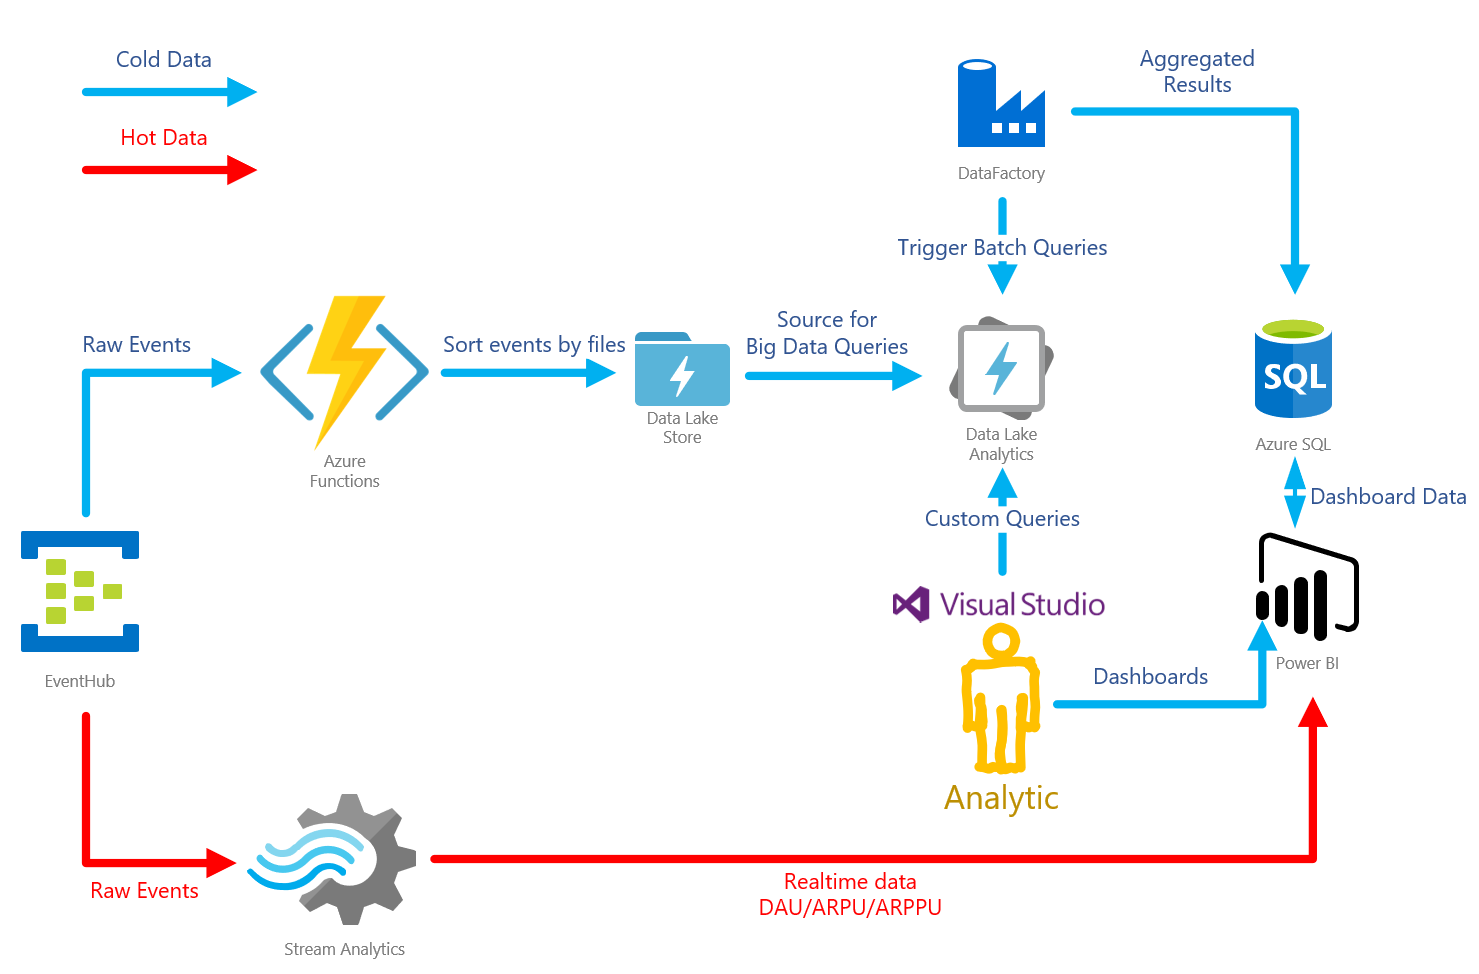 Cold Data
Hot Data
DataFactory
Aggregated
Results
Trigger Batch Queries
Raw Events
Azure
Functions
Sort events by files
Data Lake
Store
Source for
Big Data Queries
Data Lake
Analytics
SQL
Azure SQL
Dashboard Data
Custom Queries
Visual Studio
Analytic
Dashboards
Power BI
EventHub
Raw Events
Stream Analytics
Realtime data
DAU/ARPU/ARPPU